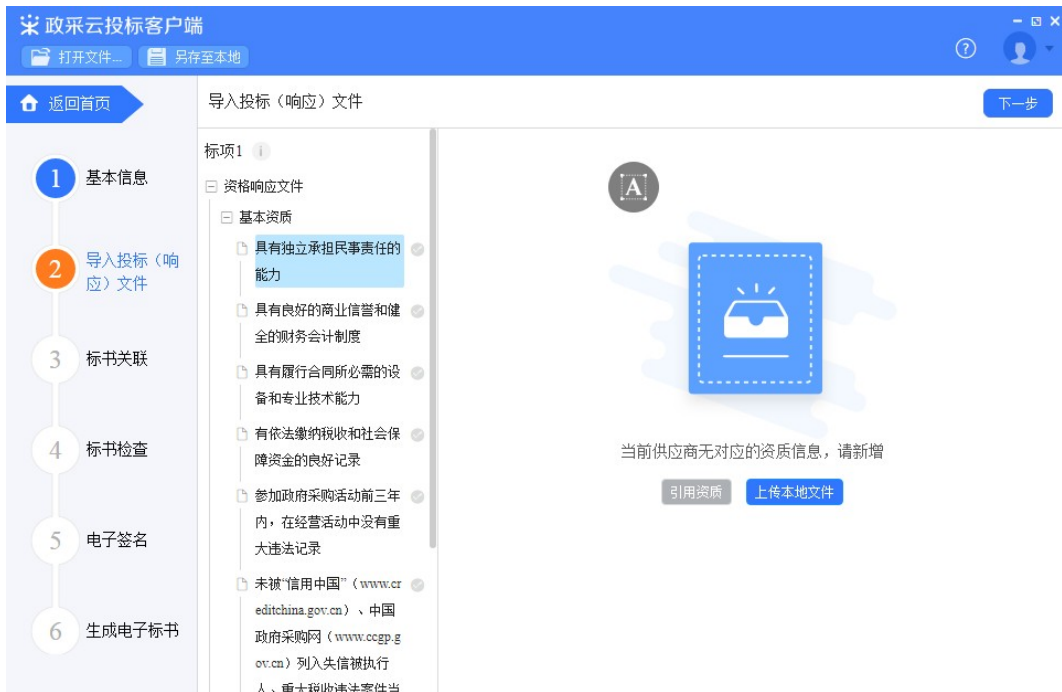 政采云投标客户端
打开文件... 另存至本地
返回首页
导入投标（响应）文件
下一步
1 基本信息
2 导入投标（响
应）文件
3 标书关联
4 标书检查
5 电子签名
6 生成电子标书
标项1
资格响应文件
基本资质
具有独立承担民事责任的
能力
具有良好的商业信誉和健
全的财务会计制度
具有履行合同所必需的设
备和专业技术能力
有依法缴纳税收和社会保
障资金的良好记录
参加政府采购活动前三年
内，在经营活动中没有重
大违法记录
未被“信用中国”（www.cr
editchina.gov.cn）、中国
政府采购网（www.ccgp.g
ov.cn）列入失信被执行
人、重大税收违法案件当
A
当前供应商无对应的资质信息，请新增
引用资质 上传本地文件